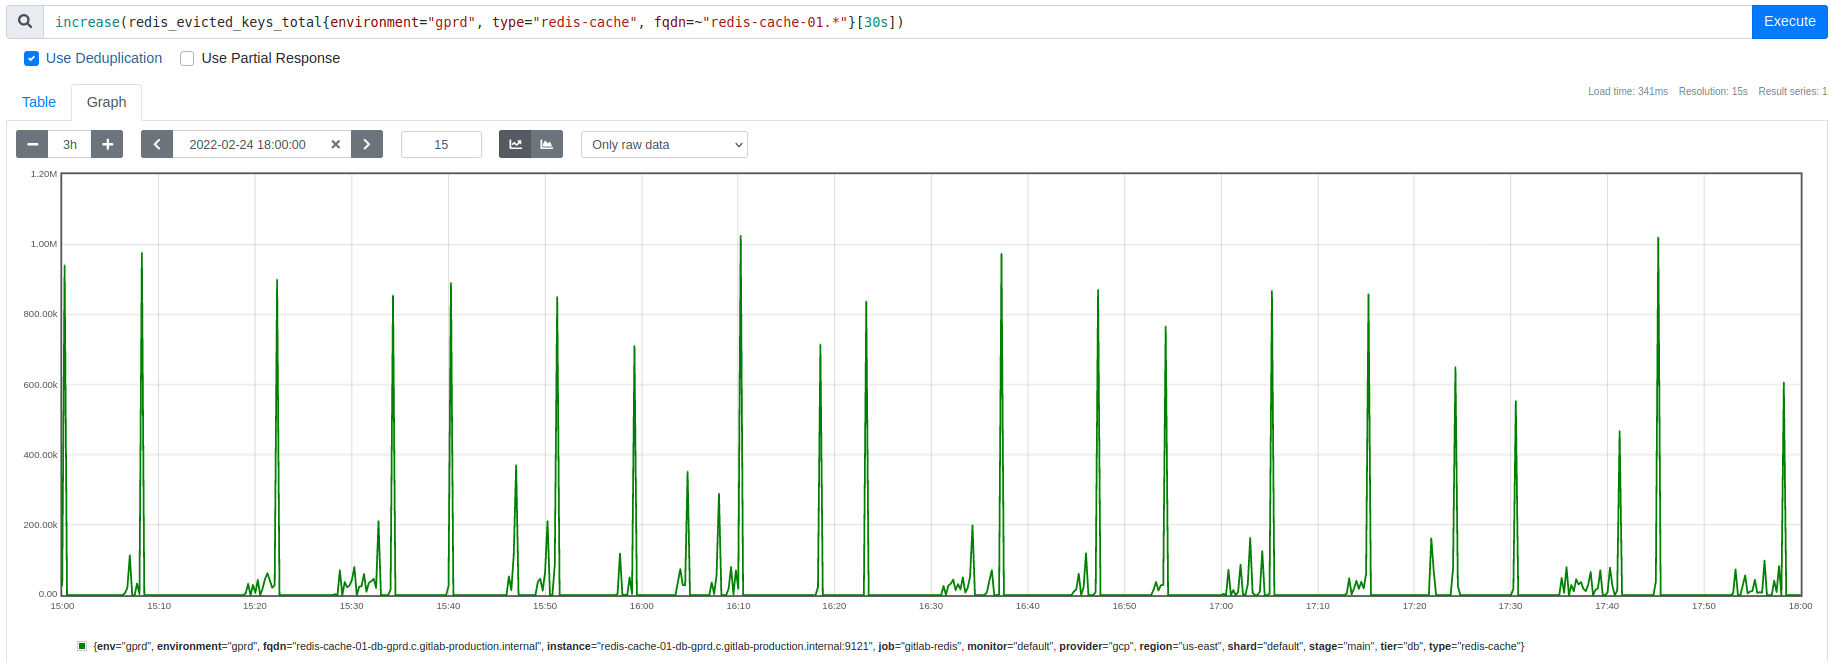 increase(redis_evicted_keys_total{environment="gprd", type="redis-cache", fqdn=~"redis-cache-01.*"}[30s])
Execute
Use Deduplication
Use Partial Response
Table
Graph
Load time: 341ms Resolution: 15s Result series: 1
3h
2022-02-24 18:00:00
15
Only raw data
1.20M
1.00M
800.00k
600.00k
400.00k
200.00k
0.00
15:00 15:10 15:20 15:30 15:40 15:50 16:00 16:10 16:20 16:30 16:40 16:50 17:00 17:10 17:20 17:30 17:40 17:50 18:00
{env="gprd", environment="gprd", fqdn="redis-cache-01-db-gprd.c.gitlab-production.internal", instance="redis-cache-01-db-gprd.c.gitlab-production.internal:9121", job="gitlab-redis", monitor="default", provider="gcp", region="us-east", shard="default", stage="main", tier="db", type="redis-cache"}